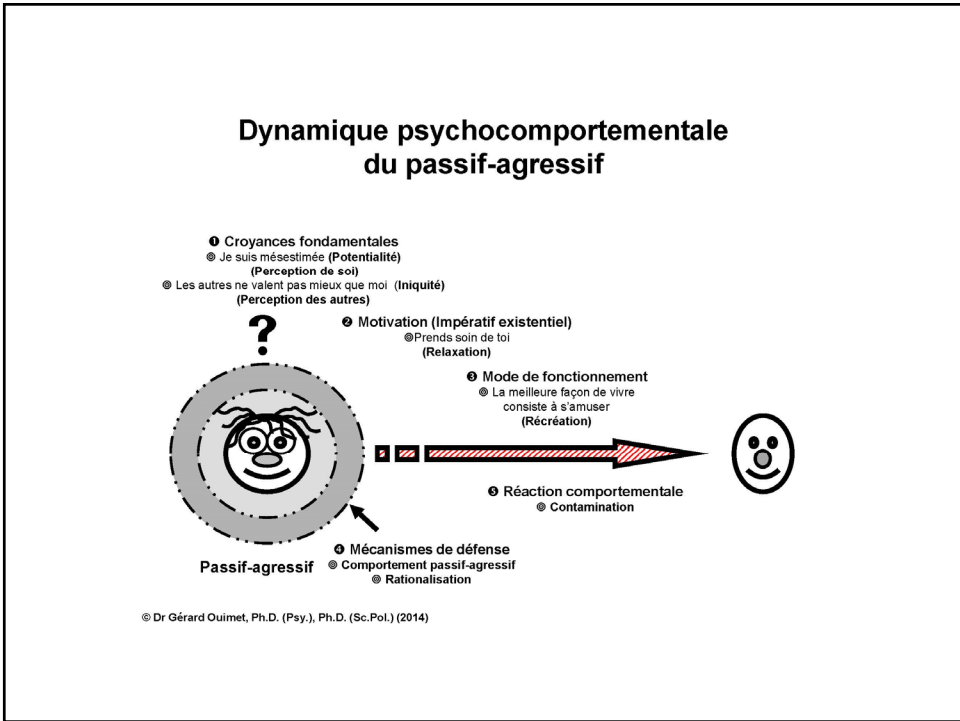 Dynamique psychocomportementale
du passif-agressif
❶ Croyances fondamentales
◎ Je suis mésestimée (Potentialité)
(Perception de soi)
◎ Les autres ne valent pas mieux que moi (Iniquité)
(Perception des autres)
?
❷ Motivation (Impératif existentiel)
◎Prends soin de toi
(Relaxation)
❸ Mode de fonctionnement
◎ La meilleure façon de vivre
consiste à s'amuser
(Récréation)
❺ Réaction comportementale
◎ Contamination
❹ Mécanismes de défense
◎ Comportement passif-agressif
◎ Rationalisation
Passif-agressif
© Dr Gérard Ouimet, Ph.D. (Psy.), Ph.D. (Sc.Pol.) (2014)